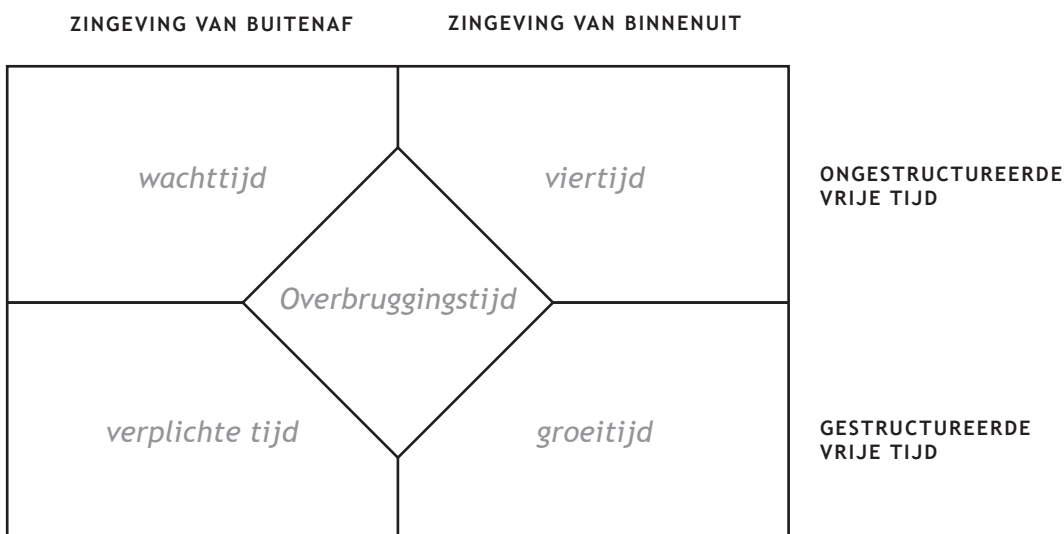 ZINGEVING VAN BUITENAF
ZINGEVING VAN BINNENUIT
wachttijd
viertijd
ONGESTRUCTUREERDE
VRIJE TIJD
Overbruggingstijd
verplichte tijd
groeitijd
GESTRUCTUREERDE
VRIJE TIJD